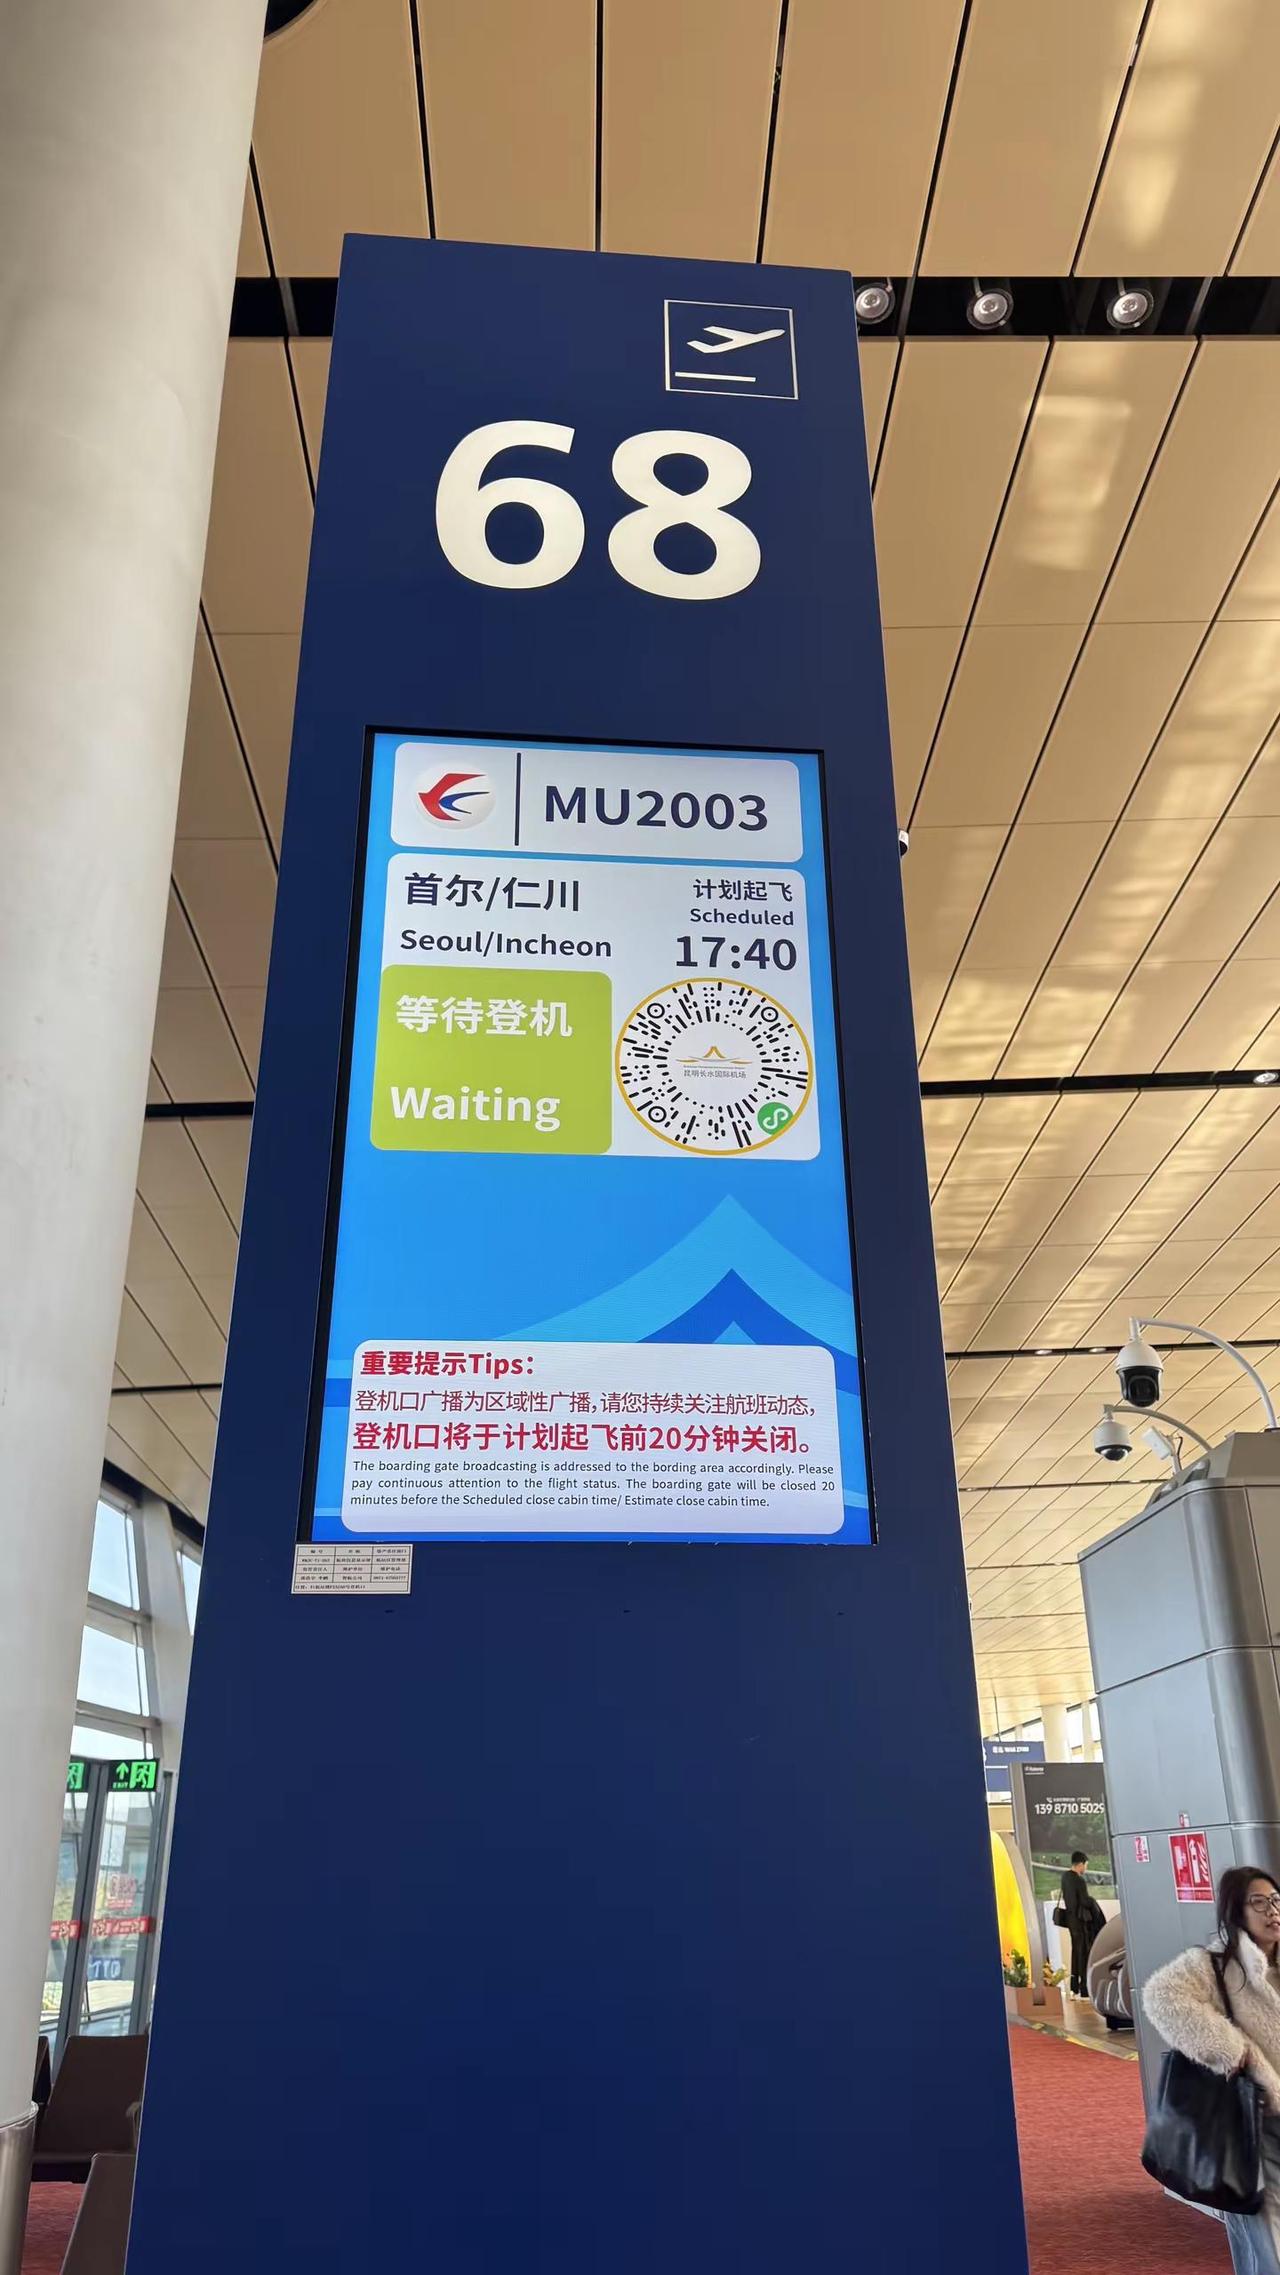 68
MU2003
首尔/仁川
Seoul/Incheon
计划起飞
Scheduled
17:40
等待登机
Waiting
昆明长水国际机场
重要提示Tips：
登机口广播为区域性广播，请您持续关注航班动态，
登机口将于计划起飞前20分钟关闭。
The boarding gate broadcasting is addressed to the bording area accordingly. Please
pay continuous attention to the flight status. The boarding gate will be closed 20
minutes before the Scheduled close cabin time/ Estimate close cabin time.
EXIT
139 8710 5029